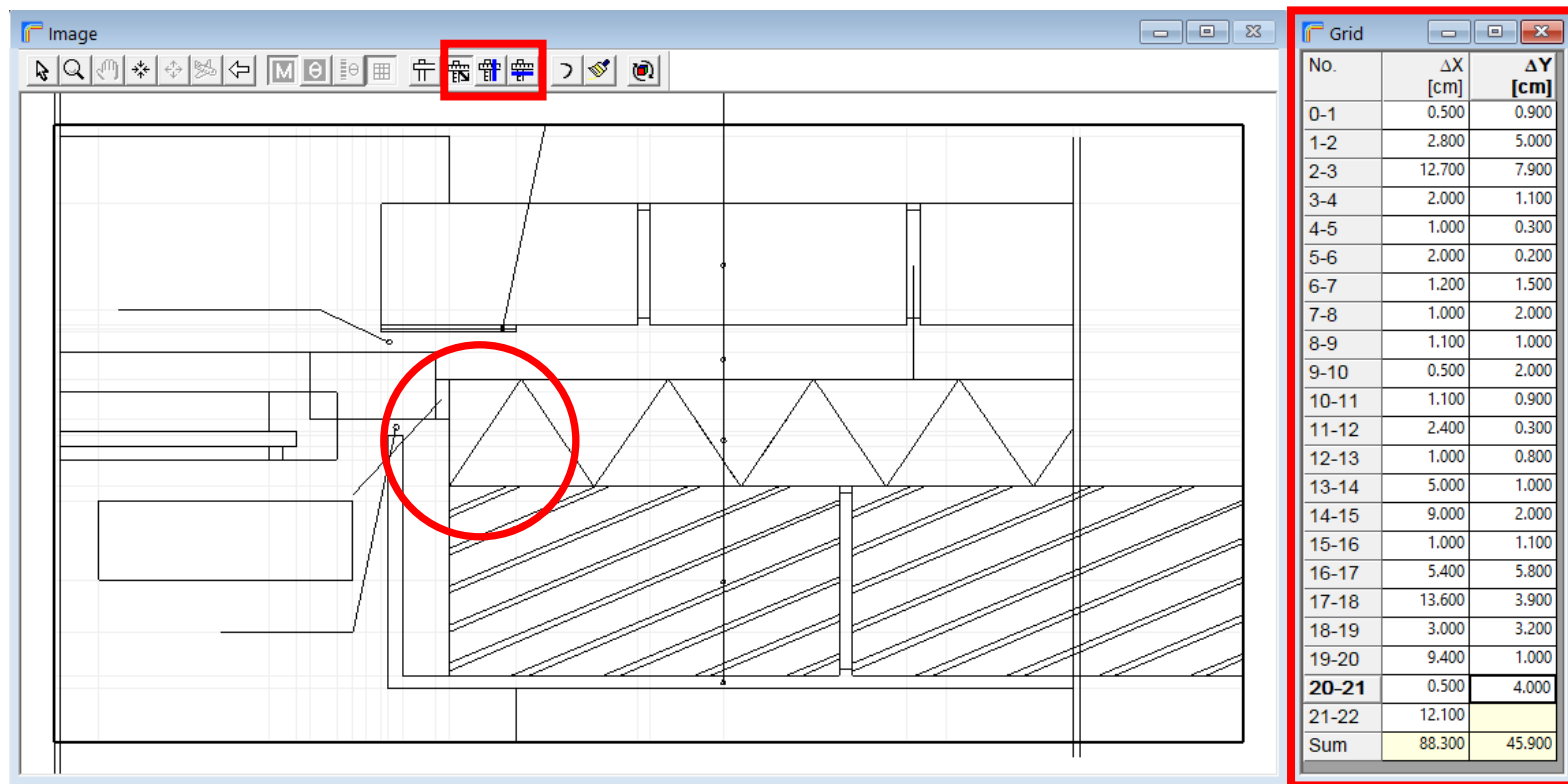 Image
M Θ Θ
Grid
No. ΔX ΔY
[cm] [cm]
0-1 0.500 0.900
1-2 2.800 5.000
2-3 12.700 7.900
3-4 2.000 1.100
4-5 1.000 0.300
5-6 2.000 0.200
6-7 1.200 1.500
7-8 1.000 2.000
8-9 1.100 1.000
9-10 0.500 2.000
10-11 1.100 0.900
11-12 2.400 0.300
12-13 1.000 0.800
13-14 5.000 1.000
14-15 9.000 2.000
15-16 1.000 1.100
16-17 5.400 5.800
17-18 13.600 3.900
18-19 3.000 3.200
19-20 9.400 1.000
20-21 0.500 4.000
21-22 12.100
Sum 88.300 45.900